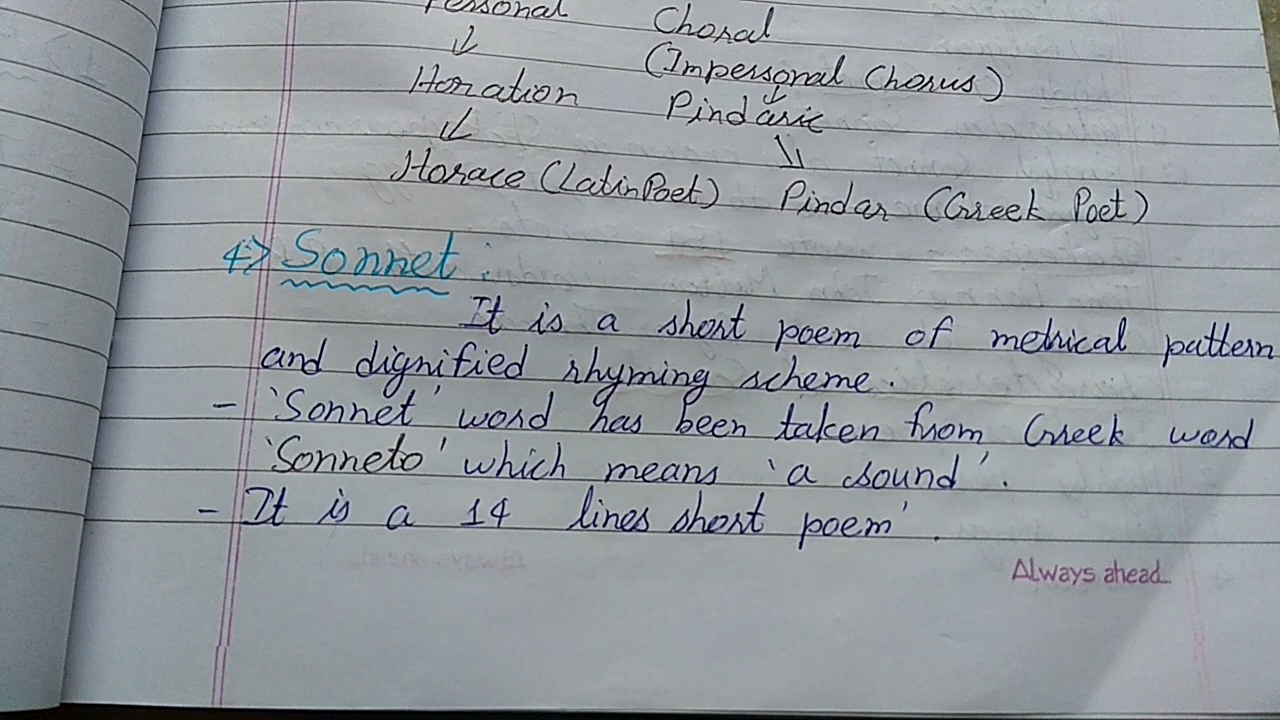 Personal Choral
(Impersonal Chorus)
Horation Pindaric
Horace (Latin Poet) Pindar (Greek Poet)
4) Sonnet :
It is a short poem of metrical pattern
and dignified rhyming scheme.
- 'Sonnet' word has been taken from Greek word
'Sonneto' which means 'a sound'.
- It is a 14 lines short poem'.
Always ahead...